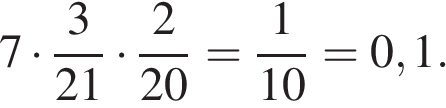 7 · 3/21 · 2/20 = 1/10 = 0,1.